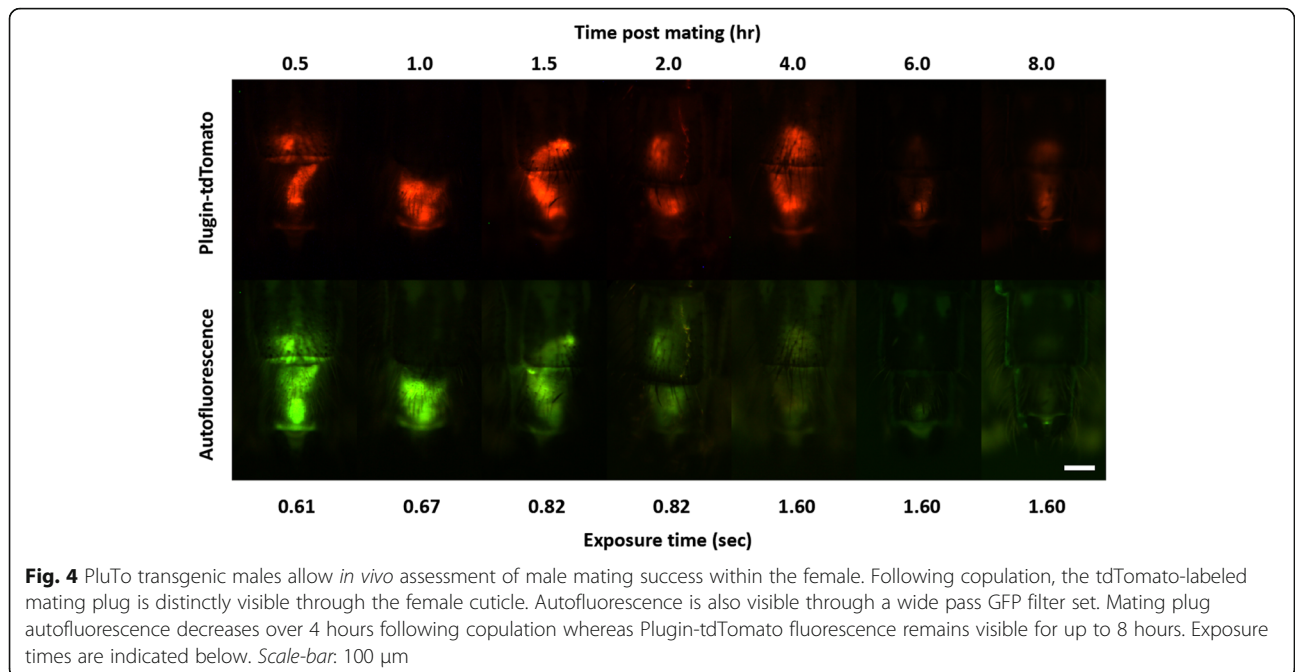 Time post mating (hr)
0.5 1.0 1.5 2.0 4.0 6.0 8.0
Plugin-tdTomato
Autofluorescence
0.61 0.67 0.82 0.82 1.60 1.60 1.60
Exposure time (sec)
Fig. 4 PluTo transgenic males allow in vivo assessment of male mating success within the female. Following copulation, the tdTomato-labeled
mating plug is distinctly visible through the female cuticle. Autofluorescence is also visible through a wide pass GFP filter set. Mating plug
autofluorescence decreases over 4 hours following copulation whereas Plugin-tdTomato fluorescence remains visible for up to 8 hours. Exposure
times are indicated below. Scale-bar: 100 μm